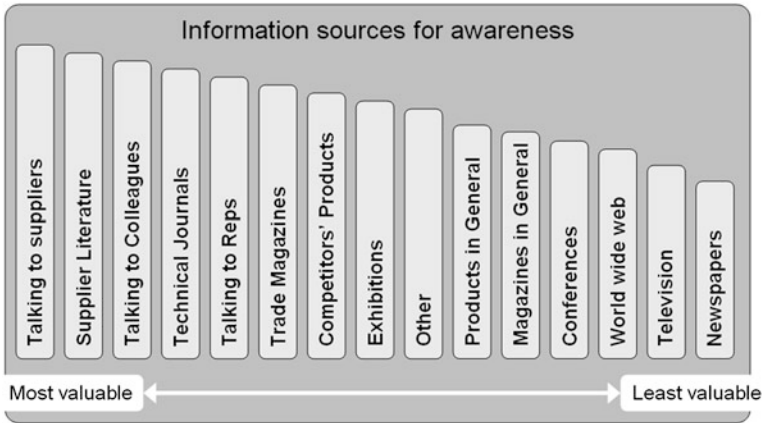 Information sources for awareness
Talking to suppliers
Supplier Literature
Talking to Colleagues
Technical Journals
Talking to Reps
Trade Magazines
Competitors' Products
Exhibitions
Other
Products in General
Magazines in General
Conferences
World wide web
Television
Newspapers
Most valuable
Least valuable